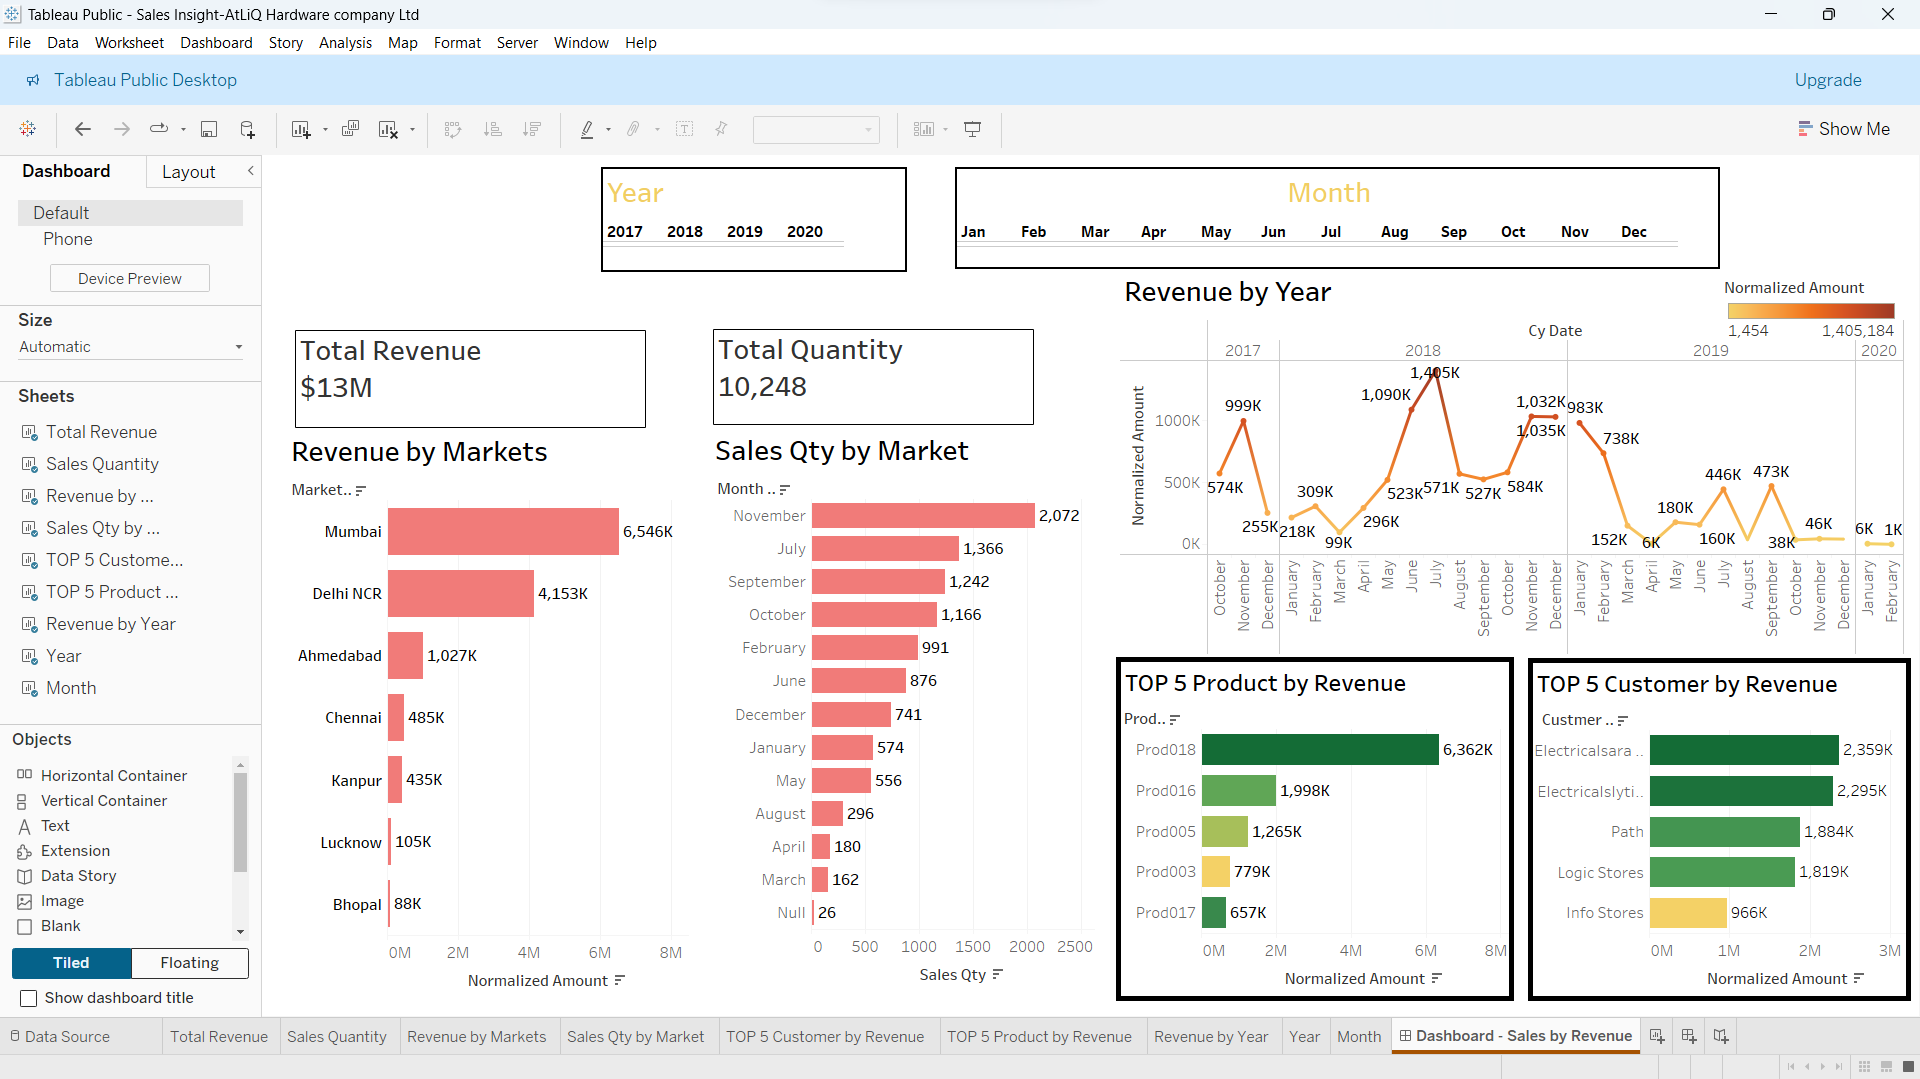 Tableau Public - Sales Insight-AtLiQ Hardware company Ltd
File Data Worksheet Dashboard Story Analysis Map Format Server Window Help
Tableau Public Desktop
Upgrade
Show Me
Dashboard
Layout
Default
Phone
Device Preview
Size
Automatic
Sheets
Total Revenue
Sales Quantity
Revenue by ...
Sales Qty by ...
TOP 5 Custome...
TOP 5 Product ...
Revenue by Year
Year
Month
Objects
Horizontal Container
Vertical Container
Text
Extension
Data Story
Image
Blank
Tiled
Floating
Show dashboard title
Year
2017 2018 2019 2020
Month
Jan Feb Mar Apr May Jun Jul Aug Sep Oct Nov Dec
Total Revenue
$13M
Total Quantity
10,248
Revenue by Markets
Market..
Mumbai 6,546K
Delhi NCR 4,153K
Ahmedabad 1,027K
Chennai 485K
Kanpur 435K
Lucknow 105K
Bhopal 88K
0M 2M 4M 6M 8M
Normalized Amount
Sales Qty by Market
Month ..
November 2,072
July 1,366
September 1,242
October 1,166
February 991
June 876
December 741
January 574
May 556
August 296
April 180
March 162
Null 26
0 500 1000 1500 2000 2500
Sales Qty
Revenue by Year
Normalized Amount
1,454 1,405,184
Cy Date
2017 2018 2019 2020
Normalized Amount
1000K
500K
0K
574K 999K 255K
218K 309K 99K 296K 523K 1,090K 1,405K 571K 527K 584K 1,032K 1,035K
983K 738K 152K 6K 180K 160K 446K 473K 38K 46K
6K 1K
October November December
January February March April May June July August September October November December
January February March April May June July August September October November December
January February
TOP 5 Product by Revenue
Prod..
Prod018 6,362K
Prod016 1,998K
Prod005 1,265K
Prod003 779K
Prod017 657K
0M 2M 4M 6M 8M
Normalized Amount
TOP 5 Customer by Revenue
Custmer ..
Electricalsara .. 2,359K
Electricalslyti.. 2,295K
Path 1,884K
Logic Stores 1,819K
Info Stores 966K
0M 1M 2M 3M
Normalized Amount
Data Source
Total Revenue
Sales Quantity
Revenue by Markets
Sales Qty by Market
TOP 5 Customer by Revenue
TOP 5 Product by Revenue
Revenue by Year
Year
Month
Dashboard - Sales by Revenue